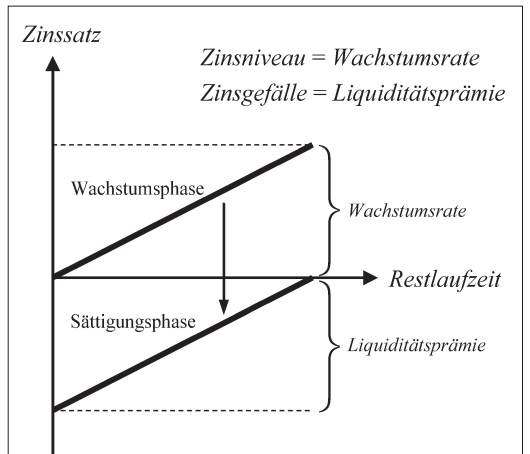 Zinssatz
Zinsniveau = Wachstumsrate
Zinsgefälle = Liquiditätsprämie
Wachstumsphase
Wachstumsrate
Restlaufzeit
Sättigungsphase
Liquiditätsprämie